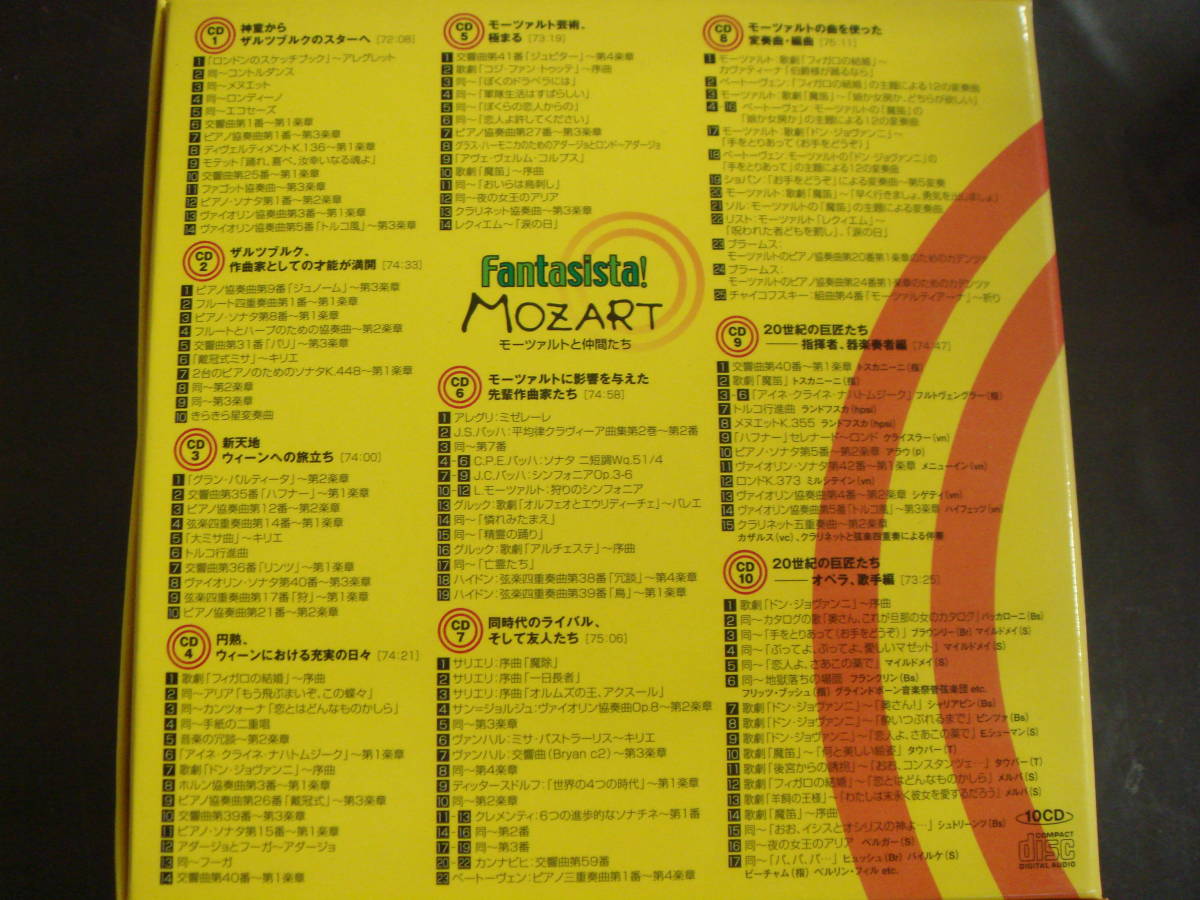 CD 1
神童から
ザルツブルクのスターへ [72:08]
1 「ロンドンのスケッチブック」～アレグレット
2 同～コントルダンス
3 同～メヌエット
4 同～ロンディーノ
5 同～エコセーズ
6 交響曲第1番～第1楽章
7 ピアノ協奏曲第1番～第3楽章
8 ディヴェルティメントK.136～第1楽章
9 モテット「踊れ、喜べ、汝幸いなる魂よ」
10 交響曲第25番～第1楽章
11 ファゴット協奏曲～第3楽章
12 ピアノ・ソナタ第1番～第2楽章
13 ヴァイオリン協奏曲第3番～第1楽章
14 ヴァイオリン協奏曲第5番「トルコ風」～第3楽章
CD 2
ザルツブルク、
作曲家としての才能が満開 [74:33]
1 ピアノ協奏曲第9番「ジュノーム」～第3楽章
2 フルート四重奏曲第1番～第1楽章
3 ピアノ・ソナタ第8番～第1楽章
4 フルートとハープのための協奏曲～第2楽章
5 交響曲第31番「パリ」～第3楽章
6 「戴冠式ミサ」～キリエ
7 2台のピアノのためのソナタK.448～第1楽章
8 同～第2楽章
9 同～第3楽章
10 きらきら星変奏曲
CD 3
新天地
ウィーンへの旅立ち [74:00]
1 「グラン・パルティータ」～第2楽章
2 交響曲第35番「ハフナー」～第1楽章
3 ピアノ協奏曲第12番～第2楽章
4 弦楽四重奏曲第14番～第1楽章
5 「大ミサ曲」～キリエ
6 トルコ行進曲
7 交響曲第36番「リンツ」～第1楽章
8 ヴァイオリン・ソナタ第40番～第3楽章
9 弦楽四重奏曲第17番「狩」～第1楽章
10 ピアノ協奏曲第21番～第2楽章
CD 4
円熟、
ウィーンにおける充実の日々 [74:21]
1 歌劇「フィガロの結婚」～序曲
2 同～アリア「もう飛ぶまいぞ、この蝶々」
3 同～カンツォーナ「恋とはどんなものかしら」
4 同～手紙の二重唱
5 音楽の冗談～第2楽章
6 「アイネ・クライネ・ナハトムジーク」～第1楽章
7 歌劇「ドン・ジョヴァンニ」～序曲
8 ホルン協奏曲第3番～第1楽章
9 ピアノ協奏曲第26番「戴冠式」～第3楽章
10 交響曲第39番～第3楽章
11 ピアノ・ソナタ第15番～第1楽章
12 アダージョとフーガ～アダージョ
13 同～フーガ
14 交響曲第40番～第1楽章
CD 5
モーツァルト芸術、
極まる [73:19]
1 交響曲第41番「ジュピター」～第4楽章
2 歌劇「コジ・ファン・トゥッテ」～序曲
3 同～「ぼくのドラベラには」
4 同～「軍隊生活はすばらしい」
5 同～「ぼくらの恋人からの」
6 同～「恋人よ許してください」
7 ピアノ協奏曲第27番～第3楽章
8 グラス・ハーモニカのためのアダージョとロンド～アダージョ
9 「アヴェ・ヴェルム・コルプス」
10 歌劇「魔笛」～序曲
11 同～「おいらは鳥刺し」
12 同～夜の女王のアリア
13 クラリネット協奏曲～第3楽章
14 レクィエム～「涙の日」
Fantasista!
MOZART
モーツァルトと仲間たち
CD 6
モーツァルトに影響を与えた
先輩作曲家たち [74:58]
1 アレグリ：ミゼレーレ
2 J.S.バッハ：平均律クラヴィーア曲集第2巻～第2番
3 同～第7番
4-6 C.P.E.バッハ：ソナタ ニ短調Wq.51/4
7-9 J.C.バッハ：シンフォニアOp.3-6
10-12 L.モーツァルト：狩りのシンフォニア
13 グルック：歌劇「オルフェオとエウリディーチェ」～バレエ
14 同～「憐れみたまえ」
15 同～「精霊の踊り」
16 グルック：歌劇「アルチェステ」～序曲
17 同～「亡霊たち」
18 ハイドン：弦楽四重奏曲第38番「冗談」～第4楽章
19 ハイドン：弦楽四重奏曲第39番「鳥」～第1楽章
CD 7
同時代のライバル、
そして友人たち [75:06]
1 サリエリ：序曲「魔除」
2 サリエリ：序曲「一日長者」
3 サリエリ：序曲「オルムズの王、アクスール」
4 サン=ジョルジュ：ヴァイオリン協奏曲Op.8～第2楽章
5 同～第3楽章
6 ヴァンハル：ミサ・パストラーリス～キリエ
7 ヴァンハル：交響曲(Bryan c2)～第3楽章
8 同～第4楽章
9 ディッタースドルフ：「世界の4つの時代」～第1楽章
10 同～第2楽章
11-13 クレメンティ：6つの進歩的なソナチネ～第1番
14-16 同～第2番
17-19 同～第3番
20-22 カンナビヒ：交響曲第59番
23 ベートーヴェン：ピアノ三重奏曲第1番～第4楽章
CD 8
モーツァルトの曲を使った
変奏曲・編曲 [75:11]
1 モーツァルト：歌劇「フィガロの結婚」～
カヴァティーナ「伯爵様が踊るなら」
2 ベートーヴェン：「フィガロの結婚」の主題による12の変奏曲
3 モーツァルト：歌劇「魔笛」～「娘か女房か、どちらが欲しい」
4-16 ベートーヴェン：モーツァルトの「魔笛」の
「娘か女房か」の主題による12の変奏曲
17 モーツァルト：歌劇「ドン・ジョヴァンニ」～
「手をとりあって(お手をどうぞ)」
18 ベートーヴェン：モーツァルトの「ドン・ジョヴァンニ」の
「手をとりあって」の主題による12の変奏曲
19 ショパン：「お手をどうぞ」による変奏曲～第5変奏
20 モーツァルト：歌劇「魔笛」～「早く行きましょ、勇気を出しましょ」
21 ソル：モーツァルトの「魔笛」の主題による変奏曲
22 リスト：モーツァルト「レクィエム」～
「呪われた者どもを罰し」、「涙の日」
23 ブラームス：
モーツァルトのピアノ協奏曲第20番第1楽章のためのカデンツァ
24 ブラームス：
モーツァルトのピアノ協奏曲第24番第1楽章のためのカデンツァ
25 チャイコフスキー：組曲第4番「モーツァルティアーナ」～祈り
CD 9
20世紀の巨匠たち
――指揮者、器楽奏者編 [74:47]
1 交響曲第40番～第1楽章 トスカニーニ(指)
2 歌劇「魔笛」 トスカニーニ(指)
3-6 「アイネ・クライネ・ナハトムジーク」 フルトヴェングラー(指)
7 トルコ行進曲 ランドフスカ(hpsi)
8 メヌエットK.355 ランドフスカ(hpsi)
9 「ハフナー」セレナード～ロンド クライスラー(vn)
10 ピアノ・ソナタ第5番～第2楽章 アラウ(p)
11 ヴァイオリン・ソナタ第42番～第1楽章 メニューイン(vn)
12 ロンドK.373 ミルシテイン(vn)
13 ヴァイオリン協奏曲第4番～第2楽章 シゲティ(vn)
14 ヴァイオリン協奏曲第5番「トルコ風」～第3楽章 ハイフェッツ(vn)
15 クラリネット五重奏曲～第2楽章
カザルス(vc)、クラリネットと弦楽四重奏による伴奏
CD 10
20世紀の巨匠たち
――オペラ、歌手編 [73:25]
1 歌劇「ドン・ジョヴァンニ」～序曲
2 同～カタログの歌「奥さん、これが旦那の女のカタログ」 バッカローニ(Bs)
3 同～「手をとりあって(お手をどうぞ)」 ブラウンリー(Br) マイルドメイ(S)
4 同～「ぶってよ、ぶってよ、愛しいマゼット」 マイルドメイ(S)
5 同～「恋人よ、さあこの薬で」 マイルドメイ(S)
6 同～地獄落ちの場面 フランクリン(Bs)
フリッツ・ブッシュ(指) グラインドボーン音楽祭管弦楽団 etc.
7 歌劇「ドン・ジョヴァンニ」～「奥さん!」 シャリアピン(Bs)
8 歌劇「ドン・ジョヴァンニ」～「酔いつぶれるまで」 ピンツァ(Bs)
9 歌劇「ドン・ジョヴァンニ」～「恋人よ、さあこの薬で」 E.シューマン(S)
10 歌劇「魔笛」～「何と美しい絵姿」 タウバー(T)
11 歌劇「後宮からの誘拐」～「おお、コンスタンツェ…」 タウバー(T)
12 歌劇「フィガロの結婚」～「恋とはどんなものかしら」 メルバ(S)
13 歌劇「羊飼の王様」～「わたしは末永く彼女を愛するだろう」 メルバ(S)
14 歌劇「魔笛」～序曲
15 同～「おお、イシスとオシリスの神よ…」 シュトリーンツ(Bs)
16 同～夜の女王のアリア ベルガー(S)
17 同～「パ、パ、パ…」 ヒュッシュ(Br) バイルケ(S)
ビーチャム(指) ベルリン・フィル etc.
10CD
COMPACT
disc
DIGITAL AUDIO